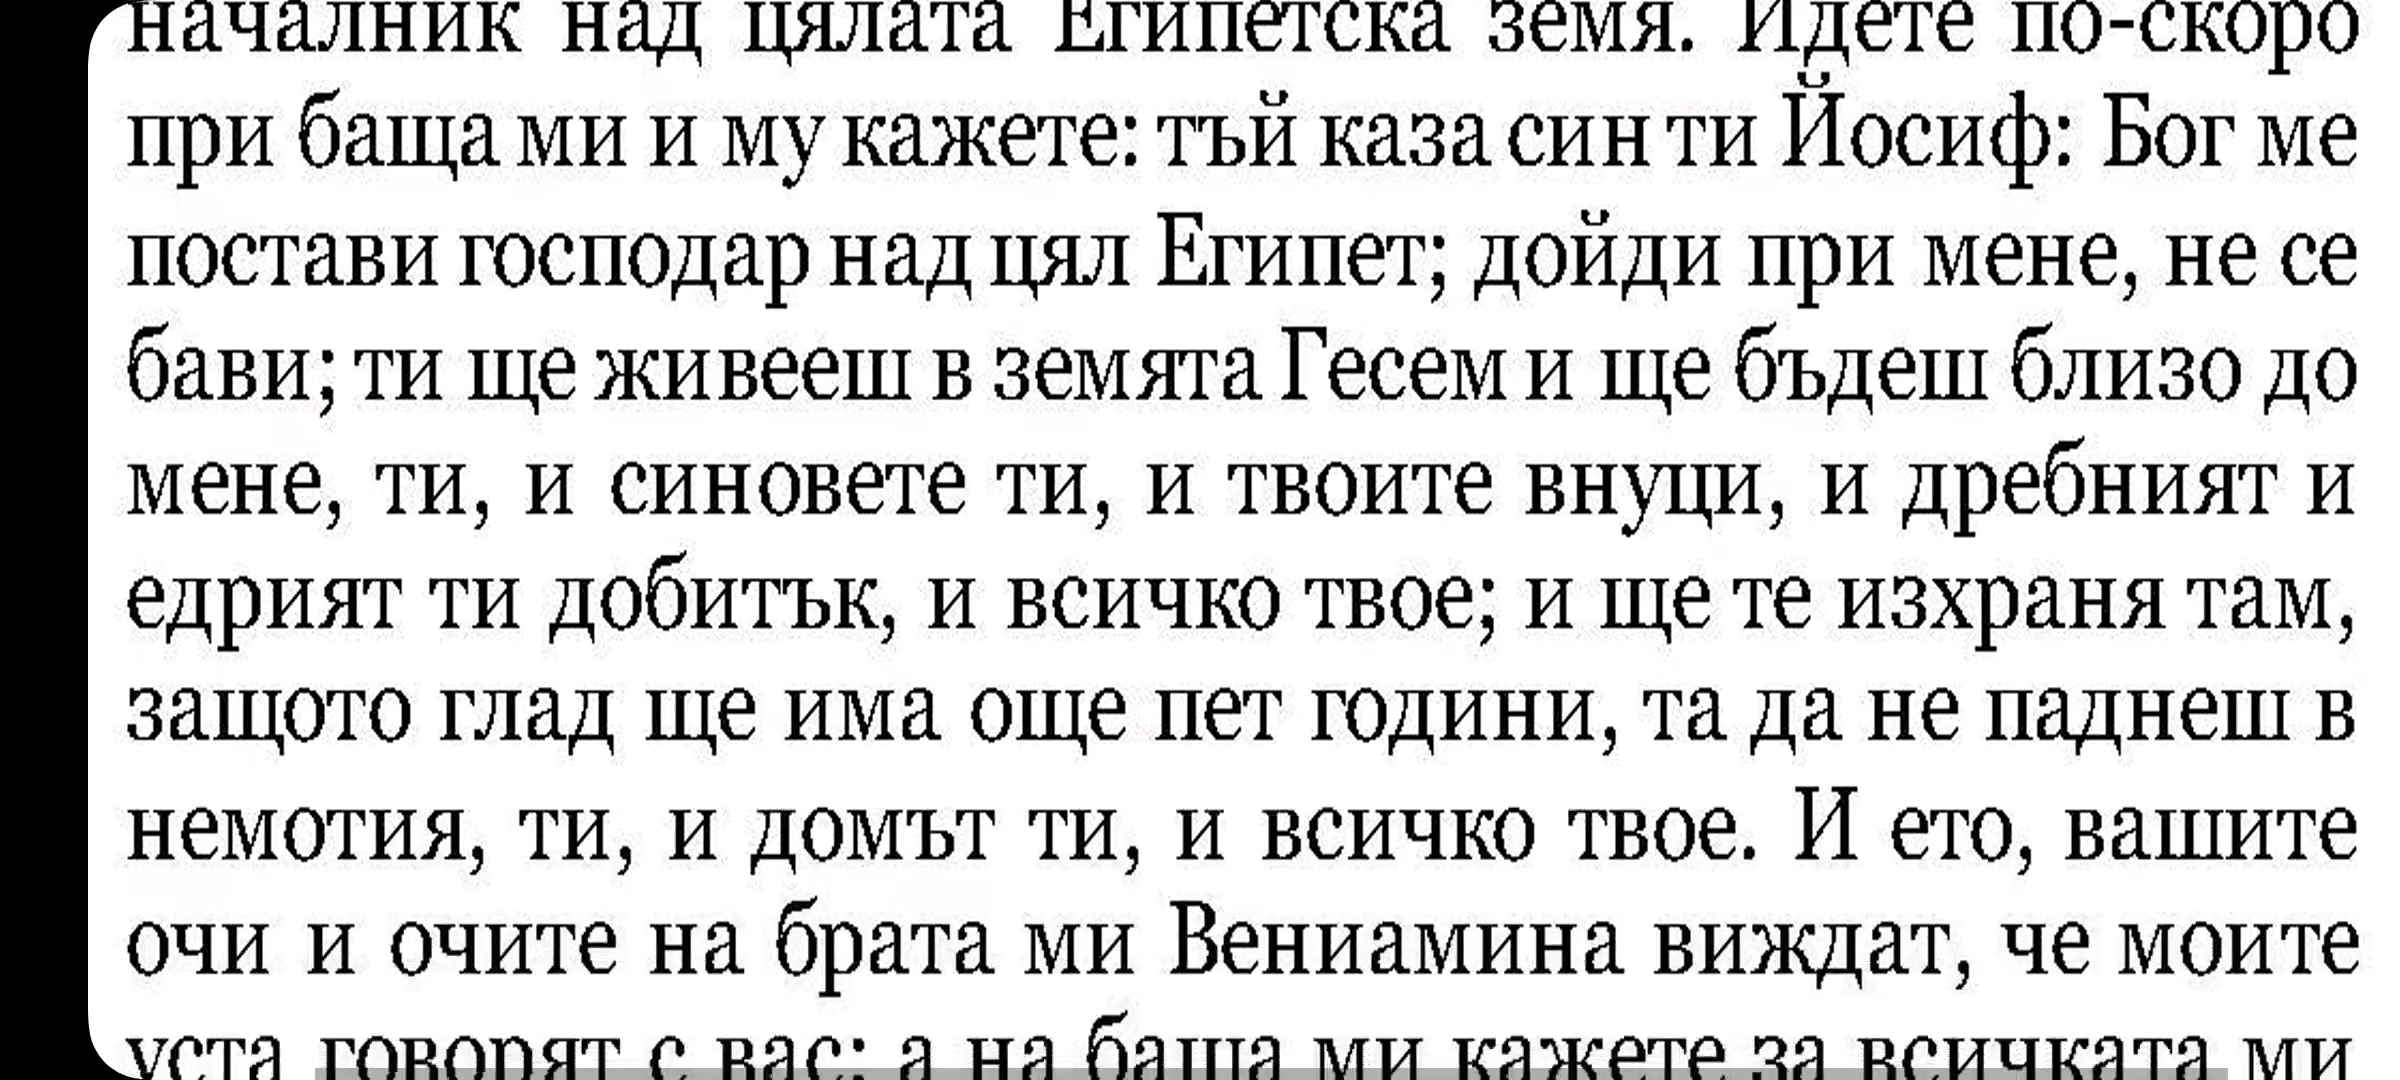 началник над цялата Египетска земя. Идете по-скоро
при баща ми и му кажете: тъй каза син ти Йосиф: Бог ме
постави господар над цял Египет; дойди при мене, не се
бави; ти ще живееш в земята Гесем и ще бъдеш близо до
мене, ти, и синовете ти, и твоите внуци, и дребният и
едрият ти добитък, и всичко твое; и ще те изхраня там,
защото глад ще има още пет години, та да не паднеш в
немотия, ти, и домът ти, и всичко твое. И ето, вашите
очи и очите на брата ми Вениамина виждат, че моите
уста говорят с вас; а на баща ми кажете за всичката ми